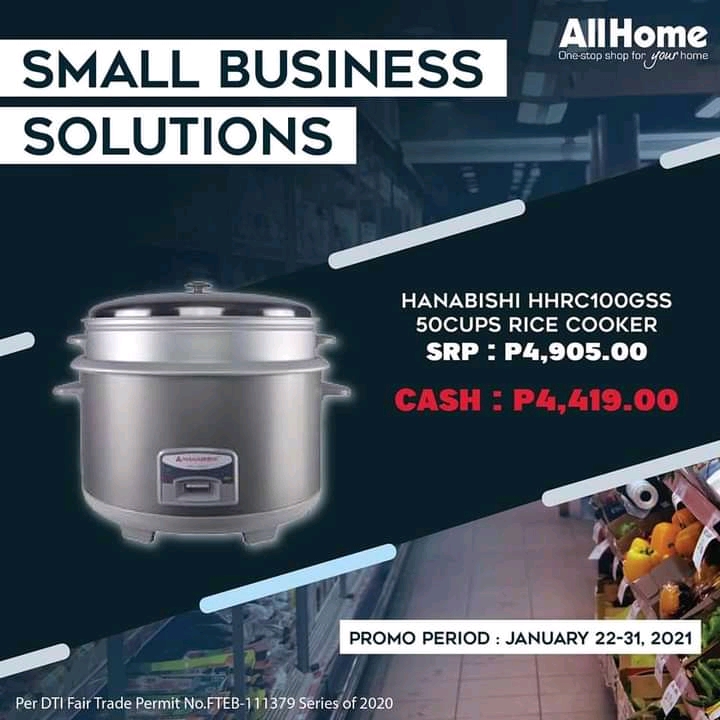 AllHome
One-stop shop for your home
SMALL BUSINESS
SOLUTIONS
HANABISHI HHRC100GSS
50CUPS RICE COOKER
SRP : P4,905.00
CASH : P4,419.00
HANABISHI
PROMO PERIOD : JANUARY 22-31, 2021
Per DTI Fair Trade Permit No.FTEB-111379 Series of 2020